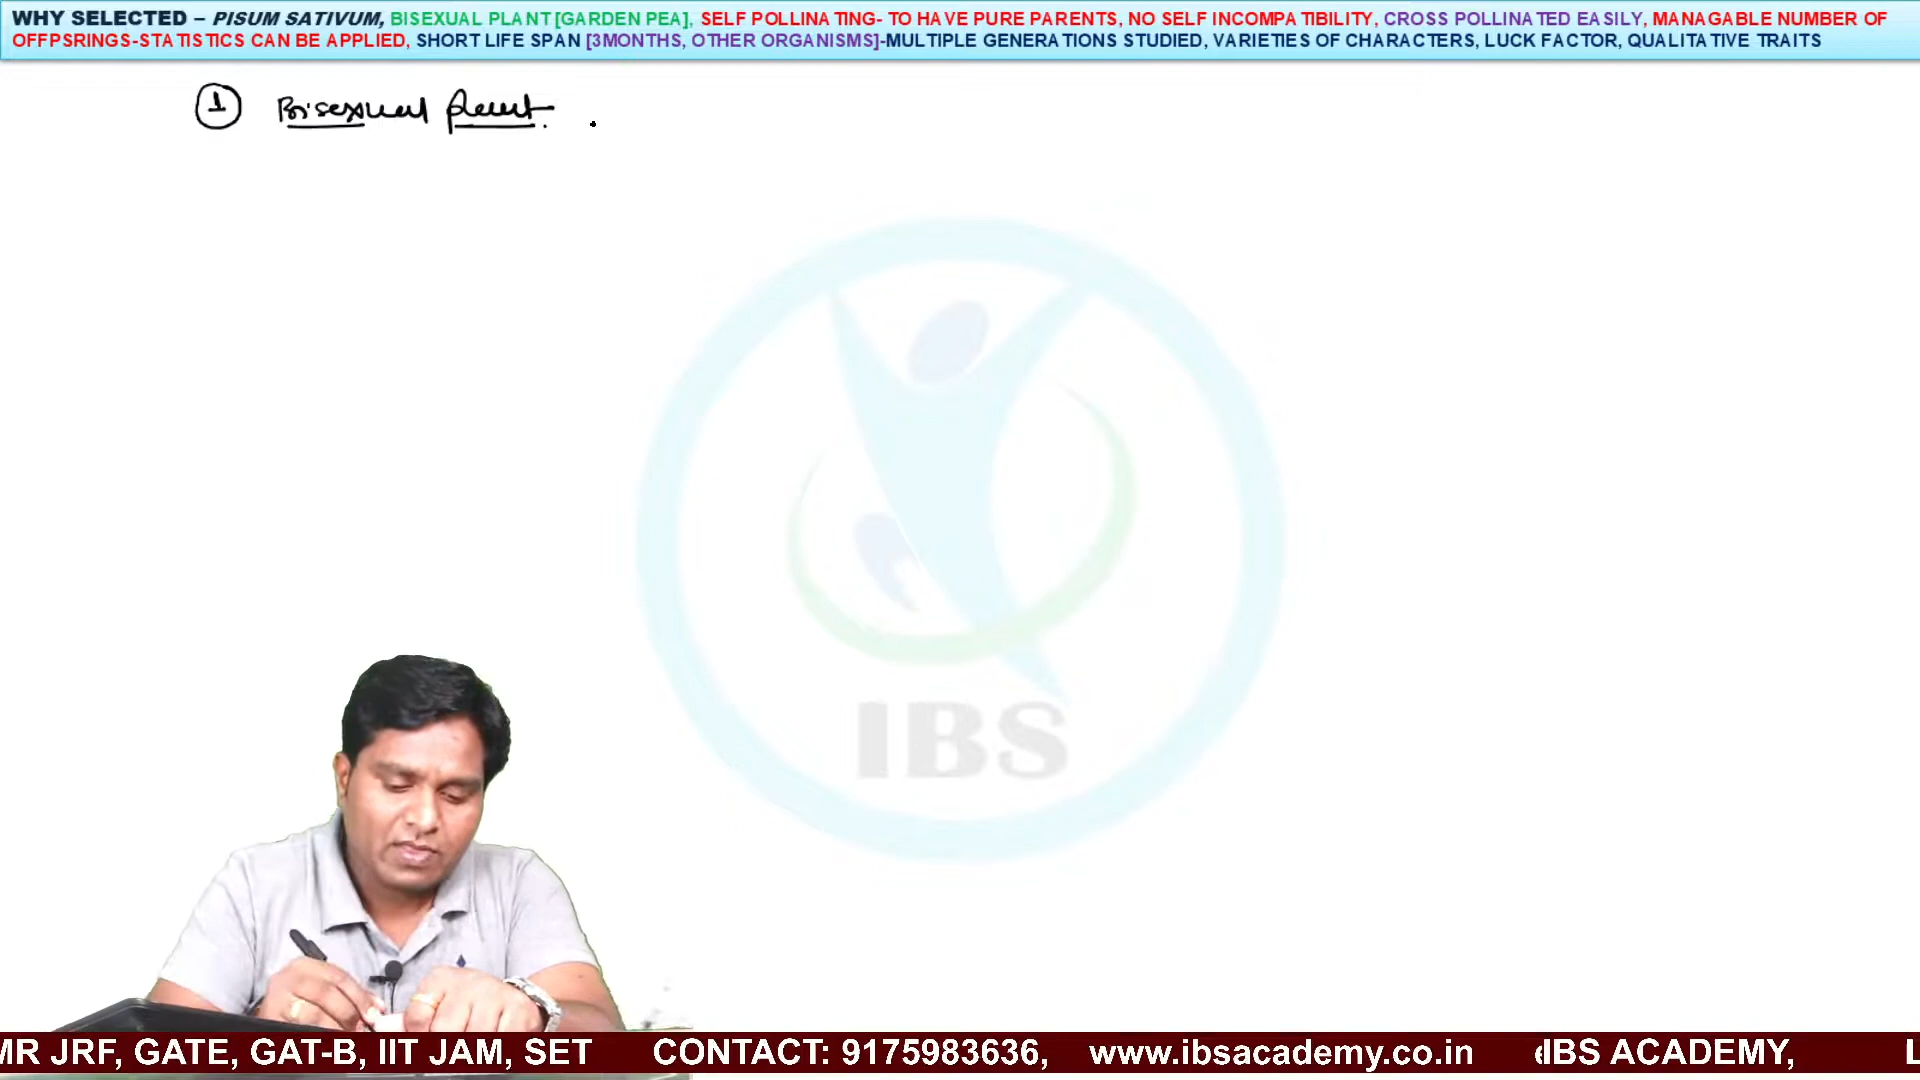 WHY SELECTED – PISUM SATIVUM, BISEXUAL PLANT [GARDEN PEA], SELF POLLINATING- TO HAVE PURE PARENTS, NO SELF INCOMPATIBILITY, CROSS POLLINATED EASILY, MANAGABLE NUMBER OF
OFFPSRINGS-STATISTICS CAN BE APPLIED, SHORT LIFE SPAN [3MONTHS, OTHER ORGANISMS]-MULTIPLE GENERATIONS STUDIED, VARIETIES OF CHARACTERS, LUCK FACTOR, QUALITATIVE TRAITS
① Bisexual plant.
IBS
MR JRF, GATE, GAT-B, IIT JAM, SET CONTACT: 9175983636, www.ibsacademy.co.in IBS ACADEMY, L